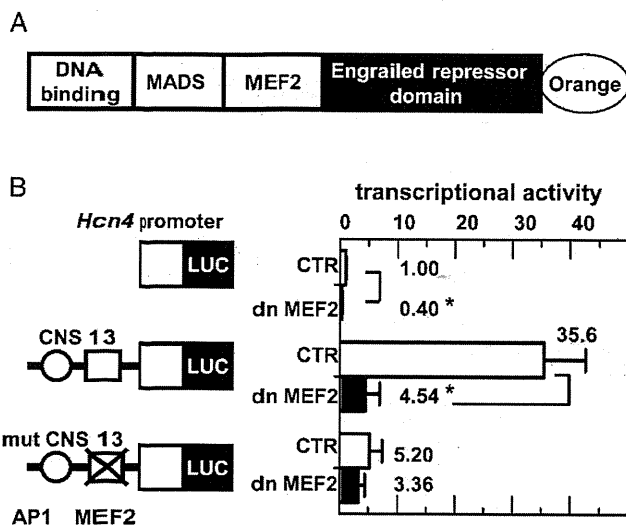 A
DNA binding
MADS
MEF2
Engrailed repressor domain
Orange
B
transcriptional activity
Hcn4 promoter
0 10 20 30 40
LUC
CTR
1.00
dn MEF2
0.40 *
CNS 13
LUC
CTR
35.6
dn MEF2
4.54 *
mut CNS 13
LUC
CTR
5.20
dn MEF2
3.36
AP1 MEF2